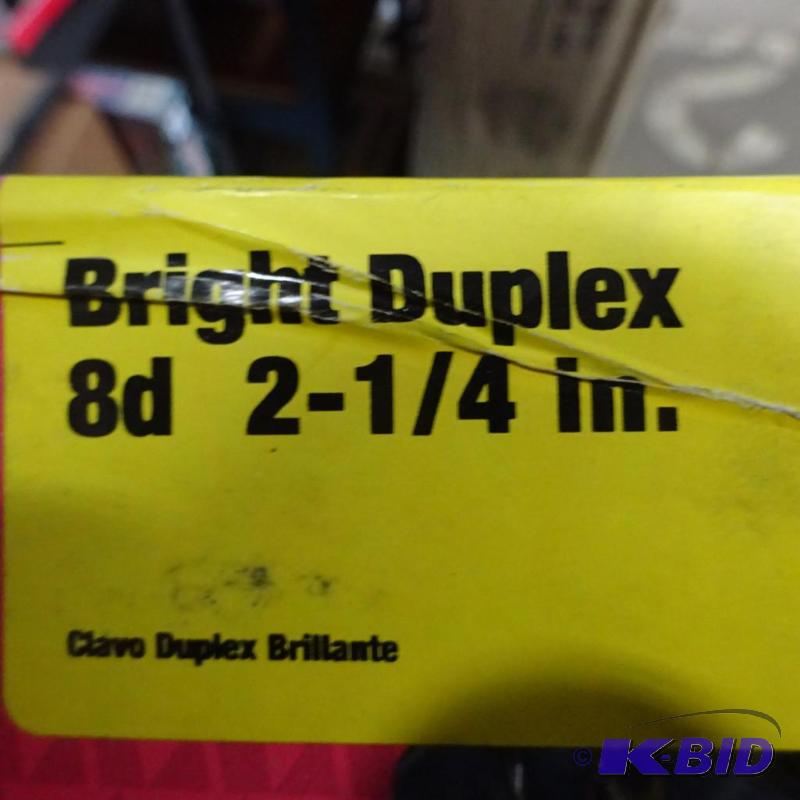 Bright Duplex
8d 2-1/4 in.
Clavo Duplex Brillante
© K-BID